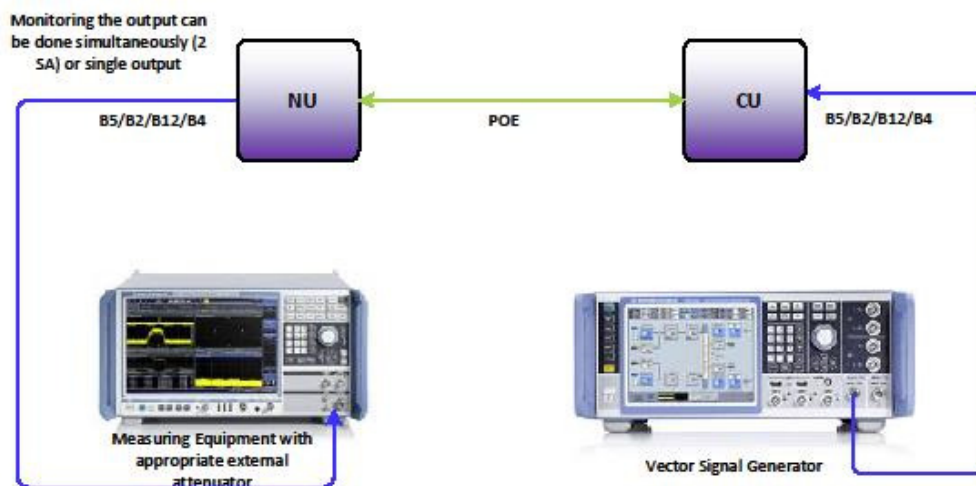 Monitoring the output can
be done simultaneously (2
SA) or single output
NU
CU
B5/B2/B12/B4
POE
B5/B2/B12/B4
Measuring Equipment with
appropriate external
attenuator
Vector Signal Generator